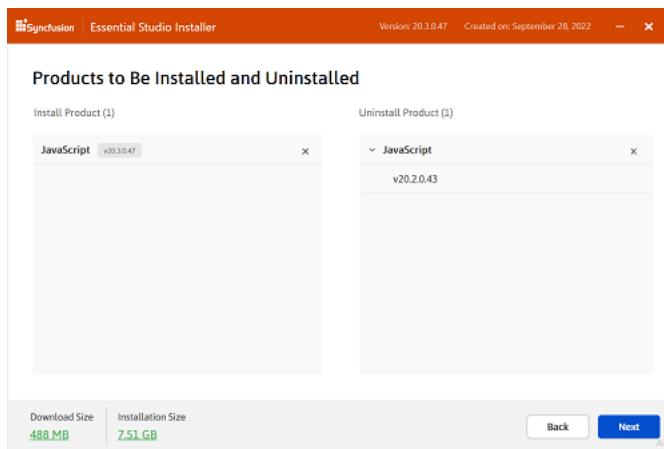 Syncfusion Essential Studio Installer Version: 20.3.0.47 Created on: September 28, 2022
Products to Be Installed and Uninstalled
Install Product (1) Uninstall Product (1)
JavaScript v20.3.0.47 JavaScript
v20.2.0.43
Download Size Installation Size
488 MB 7.51 GB
Back Next